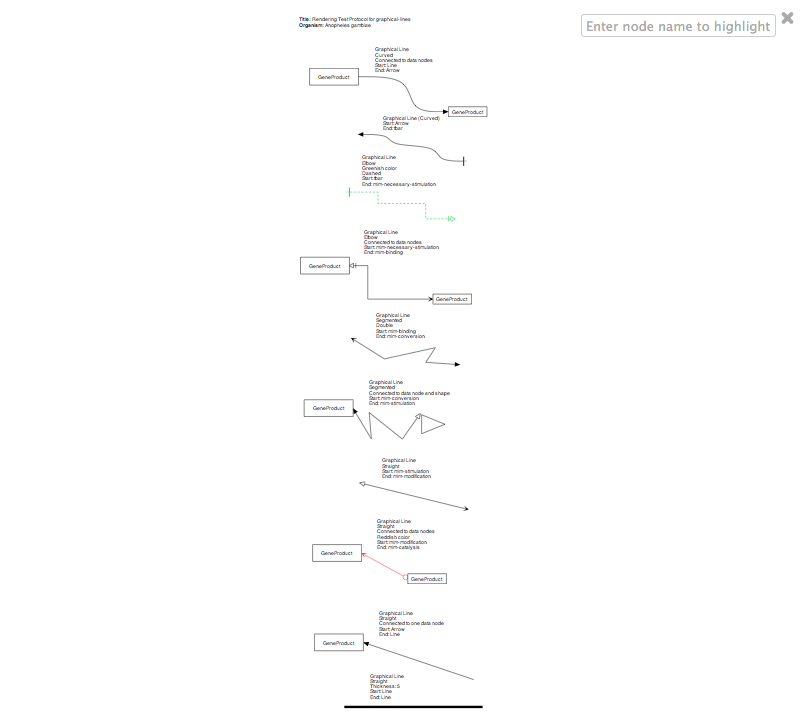 Title: Rendering Test Protocol for graphical-lines
Organism: Anopheles gambiae
Enter node name to highlight
Graphical Line
Curved
Connected to data nodes
Start: Line
End: Arrow
GeneProduct
GeneProduct
Graphical Line (Curved)
Start: Arrow
End: tbar
Graphical Line
Elbow
Greenish color
Dashed
Start: tbar
End: mim-necessary-stimulation
Graphical Line
Elbow
Connected to data nodes
Start: mim-necessary-stimulation
End: mim-binding
GeneProduct
GeneProduct
Graphical Line
Segmented
Double
Start: mim-binding
End: mim-conversion
Graphical Line
Segmented
Connected to data node and shape
Start: mim-conversion
End: mim-stimulation
GeneProduct
Graphical Line
Straight
Start: mim-stimulation
End: mim-modification
Graphical Line
Straight
Connected to data nodes
Reddish color
Start: mim-modification
End: mim-catalysis
GeneProduct
GeneProduct
Graphical Line
Straight
Connected to one data node
Start: Arrow
End: Line
GeneProduct
Graphical Line
Straight
Thickness: 5
Start: Line
End: Line